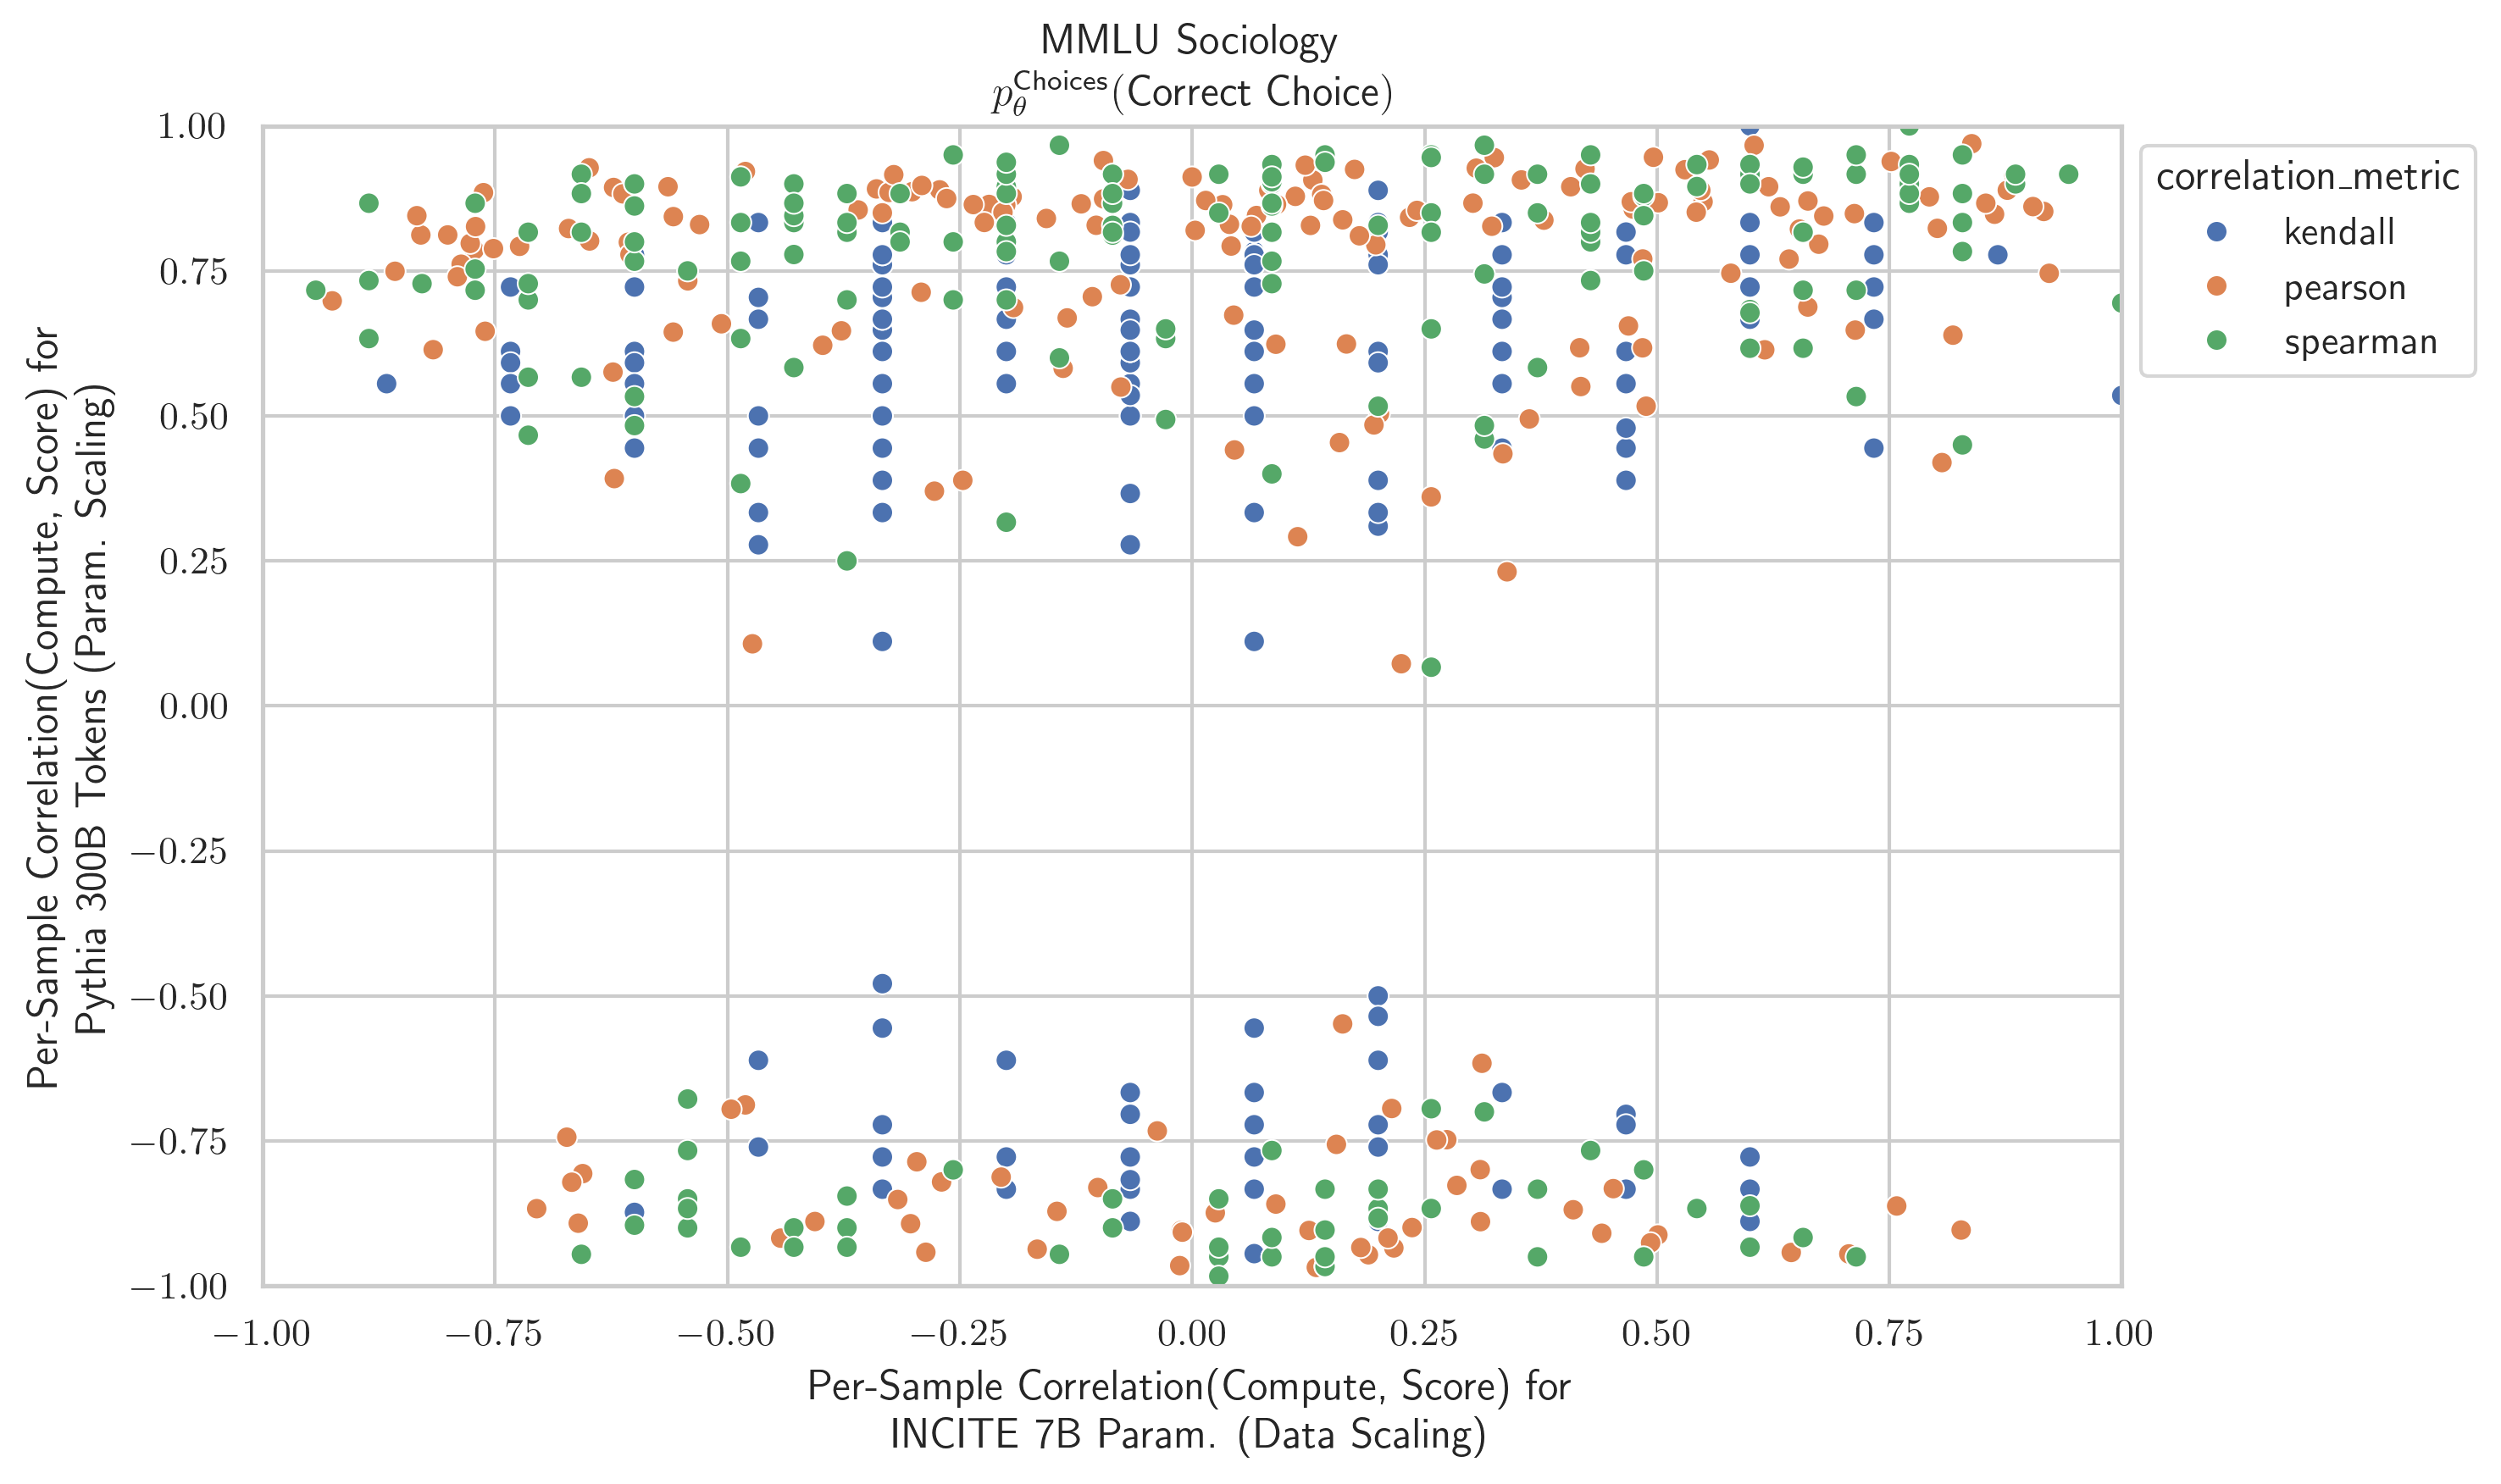 MMLU Sociology
p_θ^Choices(Correct Choice)
1.00
0.75
0.50
0.25
0.00
−0.25
−0.50
−0.75
−1.00
Per-Sample Correlation(Compute, Score) for
Pythia 300B Tokens (Param. Scaling)
−1.00
−0.75
−0.50
−0.25
0.00
0.25
0.50
0.75
1.00
Per-Sample Correlation(Compute, Score) for
INCITE 7B Param. (Data Scaling)
correlation_metric
kendall
pearson
spearman